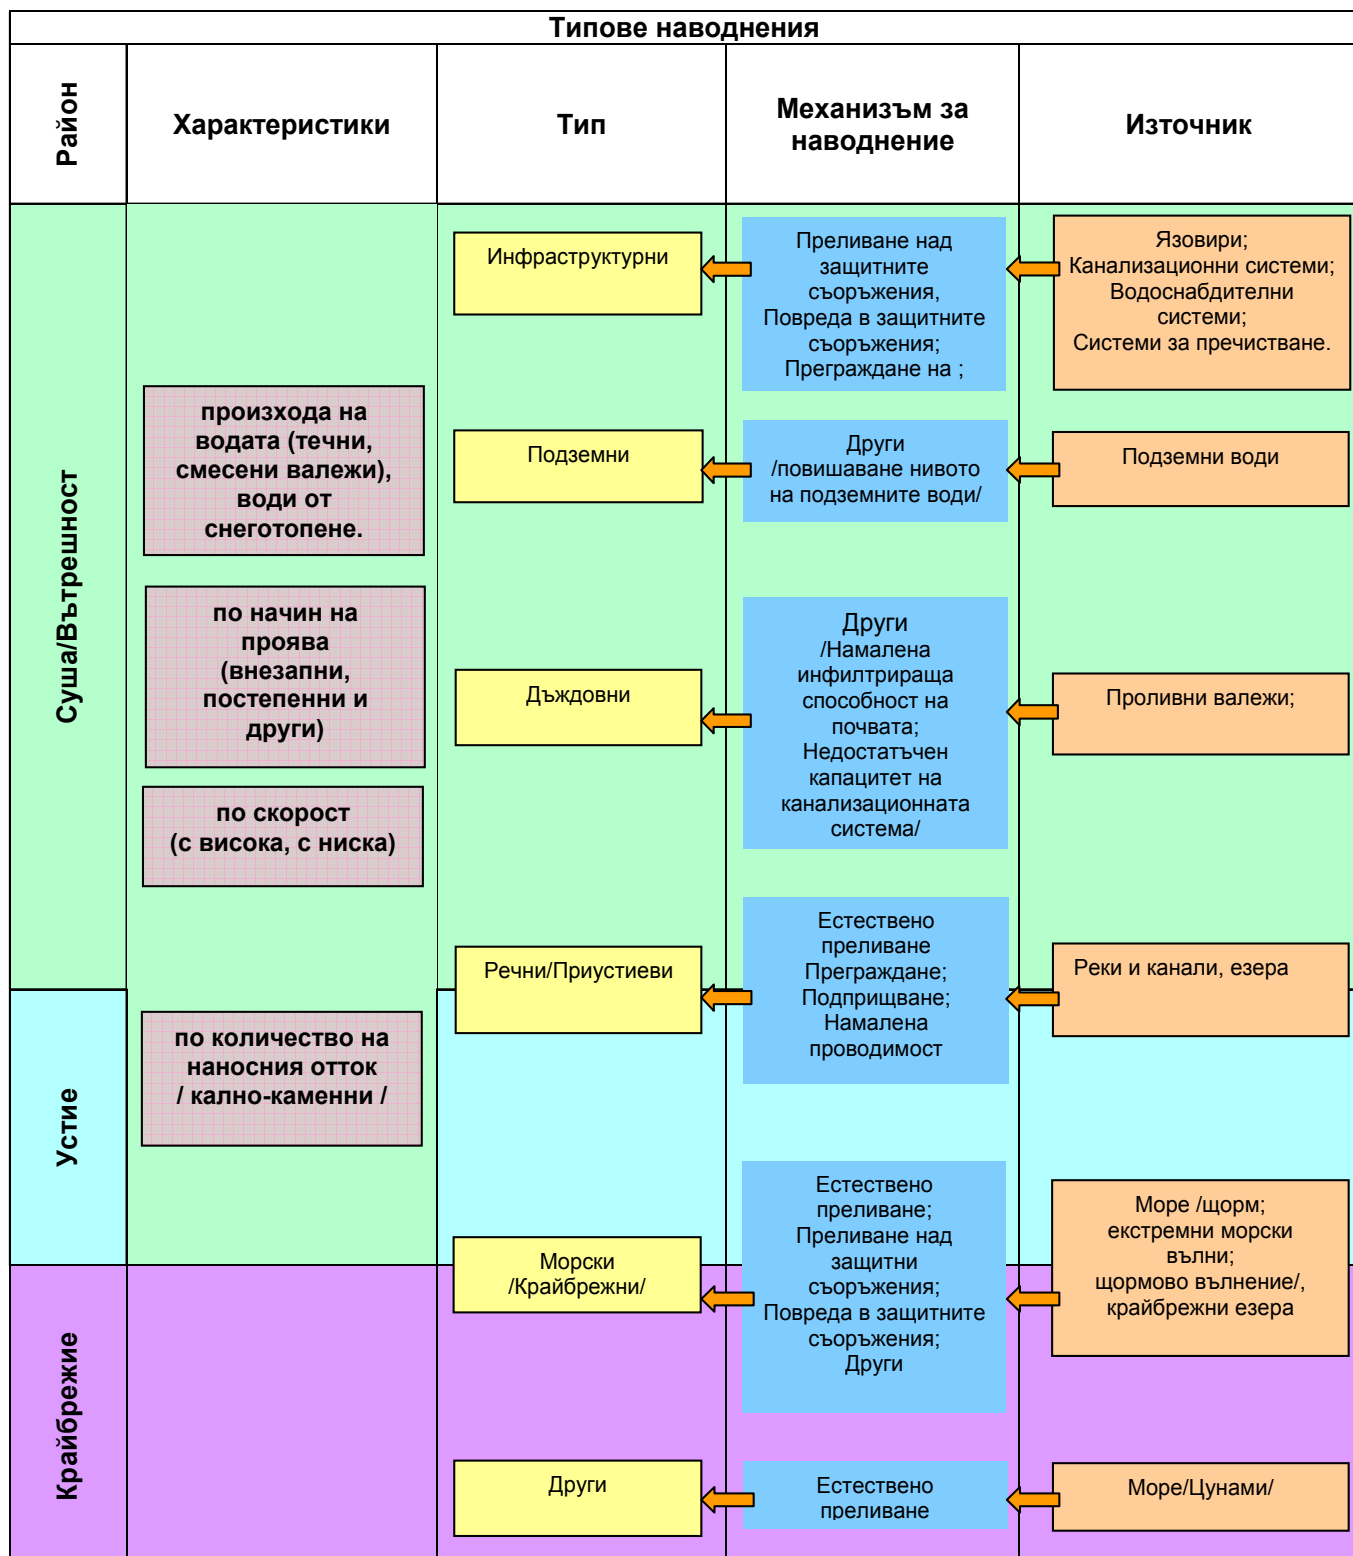 Типове наводнения
Район
Характеристики
Тип
Механизъм за
наводнение
Източник
Суша/Вътрешност
произхода на
водата (течни,
смесени валежи),
води от
снеготопене.
по начин на
проява
(внезапни,
постепенни и
други)
по скорост
(с висока, с ниска)
Инфраструктурни
Преливане над
защитните
съоръжения,
Повреда в защитните
съоръжения;
Преграждане на ;
Язовири;
Канализационни системи;
Водоснабдителни
системи;
Системи за пречистване.
Подземни
Други
/повишаване нивото
на подземните води/
Подземни води
Дъждовни
Други
/Намалена
инфилтрираща
способност на
почвата;
Недостатъчен
капацитет на
канализационната
система/
Проливни валежи;
Речни/Приустиеви
Естествено
преливане
Преграждане;
Подприщване;
Намалена
проводимост
Реки и канали, езера
Устие
по количество на
наносния отток
/ кално-каменни /
Морски
/Крайбрежни/
Естествено
преливане;
Преливане над
защитни
съоръжения;
Повреда в защитните
съоръжения;
Други
Море /щорм;
екстремни морски
вълни;
щормово вълнение/,
крайбрежни езера
Крайбрежие
Други
Естествено
преливане
Море/Цунами/